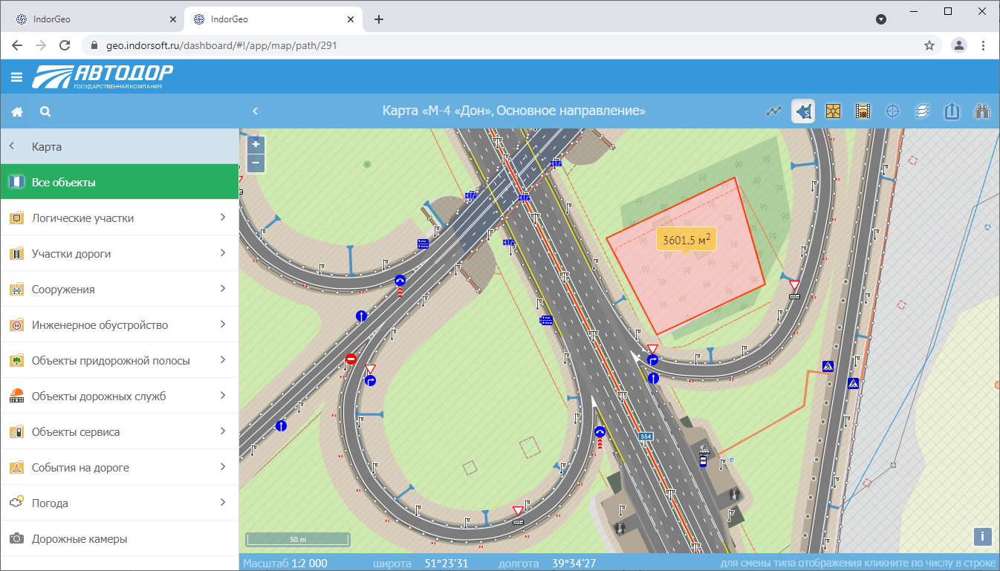 IndorGeo
IndorGeo
geo.indorsoft.ru/dashboard/#!/app/map/path/291
АВТОДОР
ГОСУДАРСТВЕННАЯ КОМПАНИЯ
Карта «М-4 «Дон», Основное направление»
S
360
Карта
Все объекты
Логические участки
Участки дороги
Сооружения
Инженерное обустройство
50
Объекты придорожной полосы
Объекты дорожных служб
Объекты сервиса
События на дороге
Погода
Дорожные камеры
+
−
3601.5 м²
554
e
50 m
i
Масштаб 1:2 000 широта 51°23'31 долгота 39°34'27 для смены типа отображения кликните по числу в строке